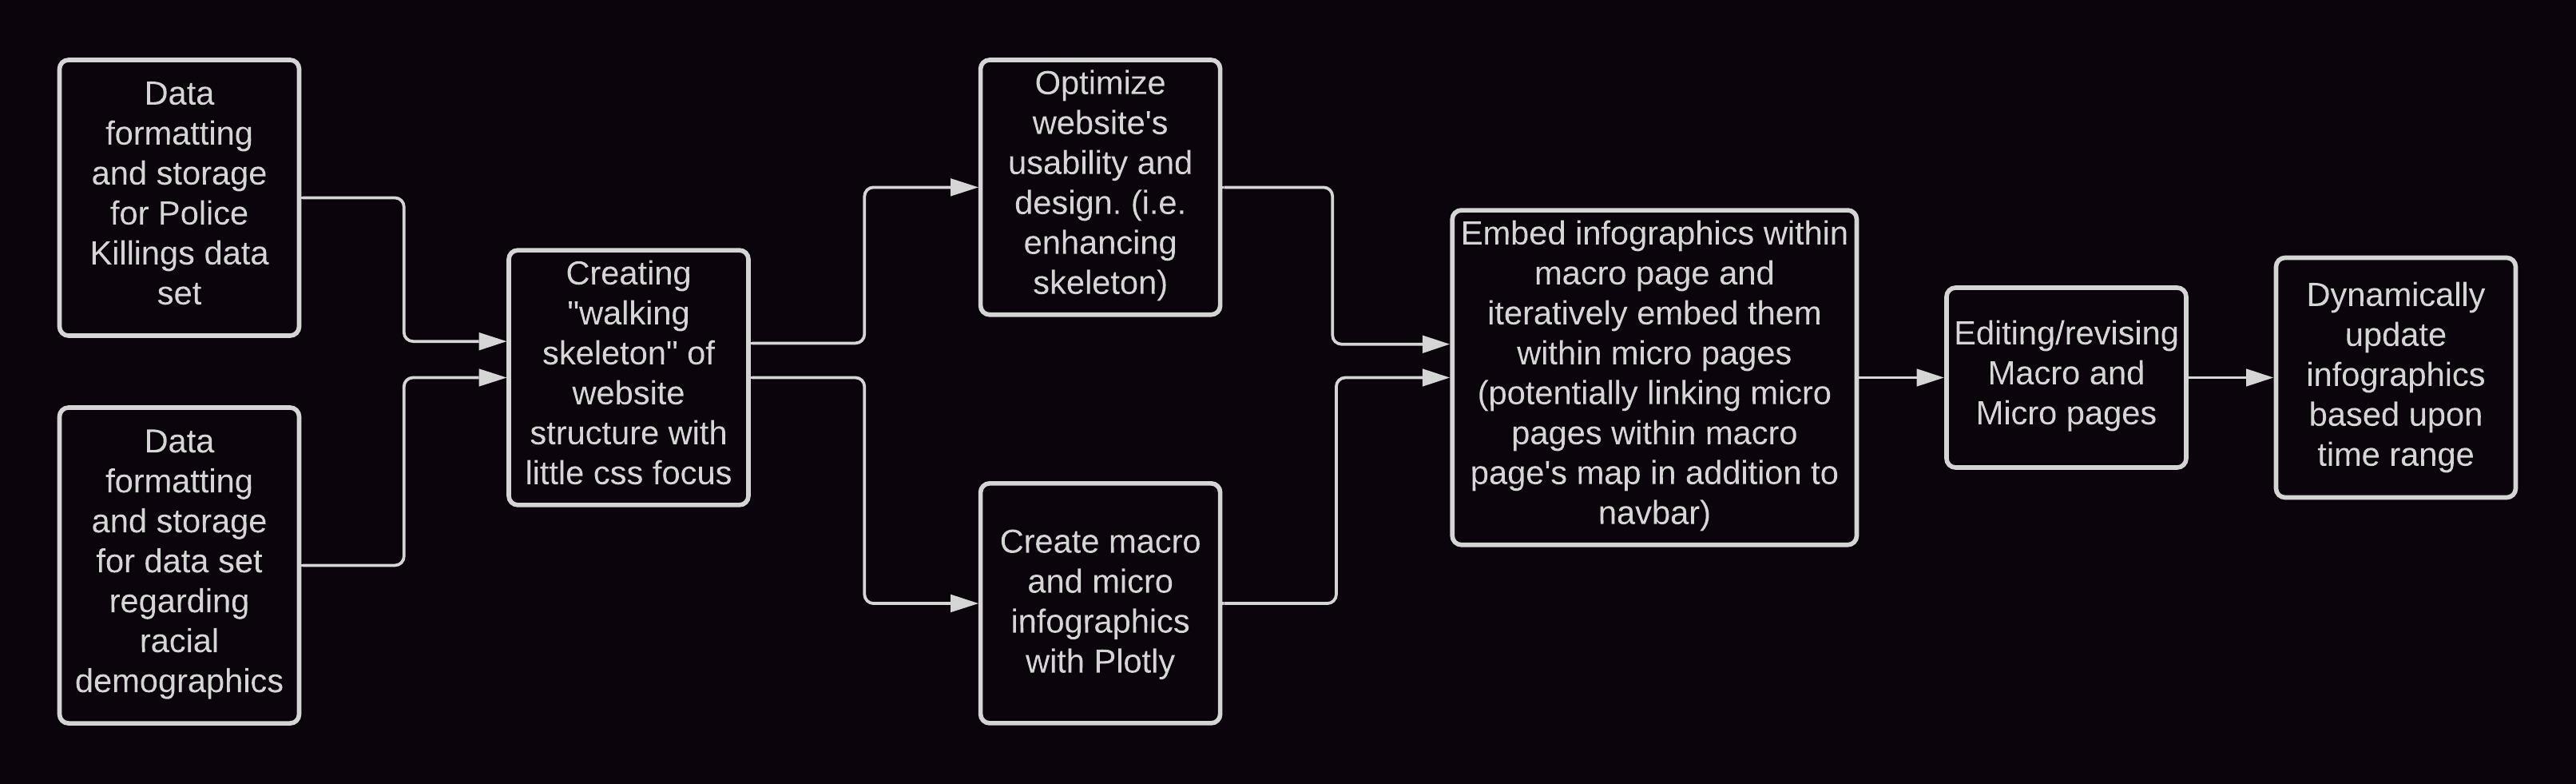 Data
formatting
and storage
for Police
Killings data
set
Data
formatting
and storage
for data set
regarding
racial
demographics
Creating
"walking
skeleton" of
website
structure with
little css focus
Optimize
website's
usability and
design. (i.e.
enhancing
skeleton)
Create macro
and micro
infographics
with Plotly
Embed infographics within
macro page and
iteratively embed them
within micro pages
(potentially linking micro
pages within macro
page's map in addition to
navbar)
Editing/revising
Macro and
Micro pages
Dynamically
update
infographics
based upon
time range